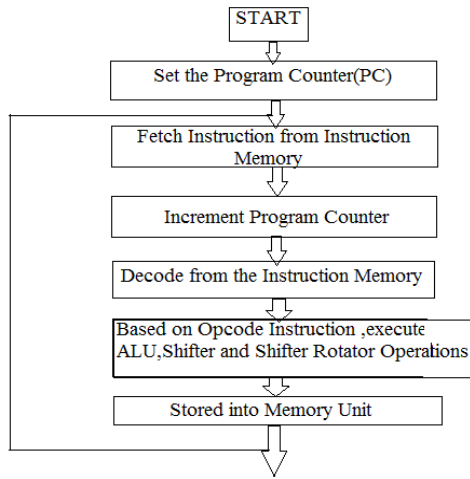 START
Set the Program Counter(PC)
Fetch Instruction from Instruction
Memory
Increment Program Counter
Decode from the Instruction Memory
Based on Opcode Instruction ,execute
ALU,Shifter and Shifter Rotator Operations
Stored into Memory Unit